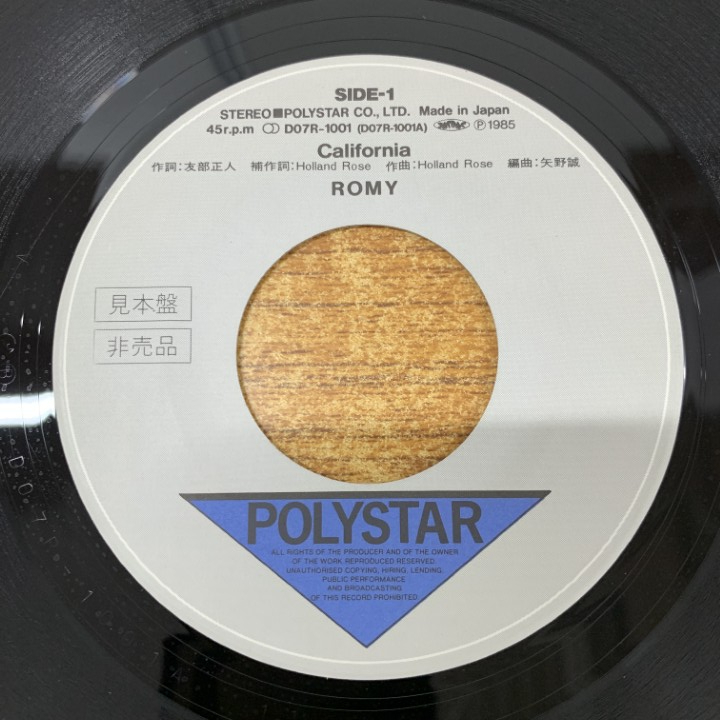 SIDE-1
STEREO■POLYSTAR CO., LTD. Made in Japan
45r.p.m D07R-1001 (D07R-1001A) Ⓟ1985
California
作詞:友部正人 補作詞:Holland Rose 作曲:Holland Rose 編曲:矢野誠
ROMY
見本盤
非売品
POLYSTAR
ALL RIGHTS OF THE PRODUCER AND OF THE OWNER
OF THE WORK REPRODUCED RESERVED.
UNAUTHORISED COPYING, HIRING, LENDING,
PUBLIC PERFORMANCE
AND BROADCASTING
OF THIS RECORD PROHIBITED.